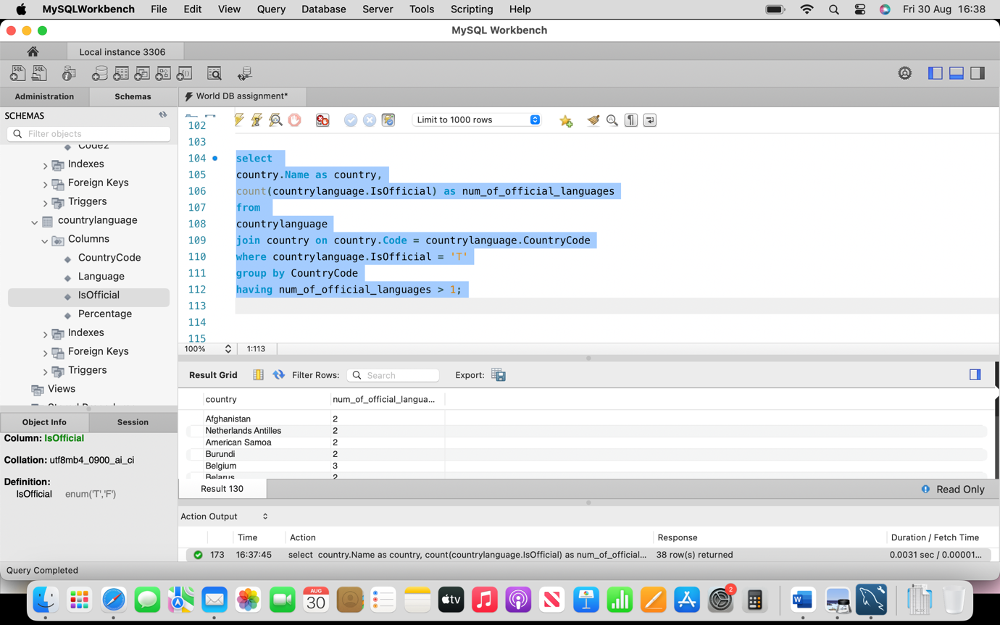 MySQLWorkbench File Edit View Query Database Server Tools Scripting Help Fri 30 Aug 16:38
MySQL Workbench
Local instance 3306
Administration Schemas World DB assignment*
SCHEMAS
Filter objects
Limit to 1000 rows
Code2
Indexes
Foreign Keys
Triggers
countrylanguage
Columns
CountryCode
Language
IsOfficial
Percentage
Indexes
Foreign Keys
Triggers
Views
102
103
104 select
105 country.Name as country,
106 count(countrylanguage.IsOfficial) as num_of_official_languages
107 from
108 countrylanguage
109 join country on country.Code = countrylanguage.CountryCode
110 where countrylanguage.IsOfficial = 'T'
111 group by CountryCode
112 having num_of_official_languages > 1;
113
114
115
100% 1:113
Result Grid Filter Rows: Search Export:
country num_of_official_langua...
Afghanistan 2
Netherlands Antilles 2
American Samoa 2
Burundi 2
Belgium 3
Belarus 2
Result 130 Read Only
Object Info Session
Column: IsOfficial
Collation: utf8mb4_0900_ai_ci
Definition:
IsOfficial enum('T','F')
Action Output
Time Action Response Duration / Fetch Time
173 16:37:45 select country.Name as country, count(countrylanguage.IsOfficial) as num_of_official... 38 row(s) returned 0.0031 sec / 0.00001...
Query Completed
AUG
30
tv
2